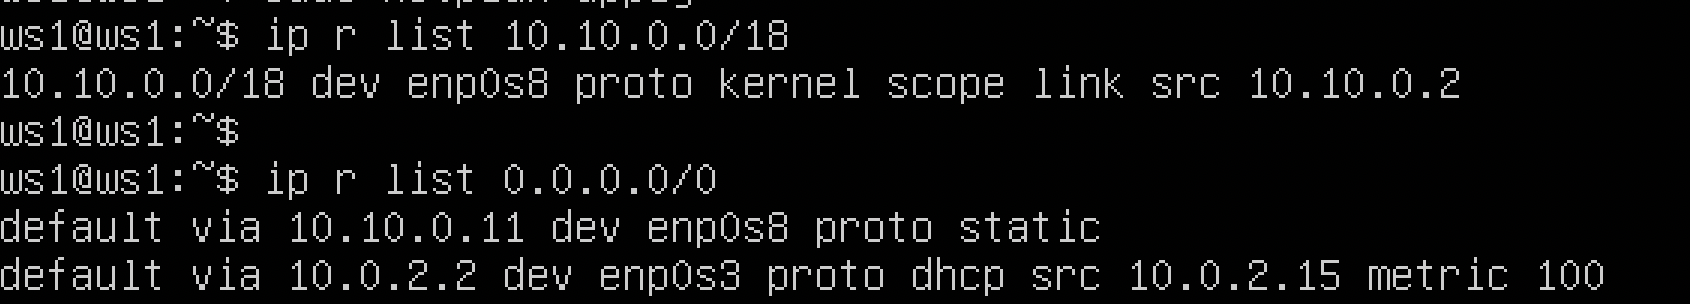 ws1@ws1:~$ ip r list 10.10.0.0/18
10.10.0.0/18 dev enp0s8 proto kernel scope link src 10.10.0.2
ws1@ws1:~$
ws1@ws1:~$ ip r list 0.0.0.0/0
default via 10.10.0.11 dev enp0s8 proto static
default via 10.0.2.2 dev enp0s3 proto dhcp src 10.0.2.15 metric 100